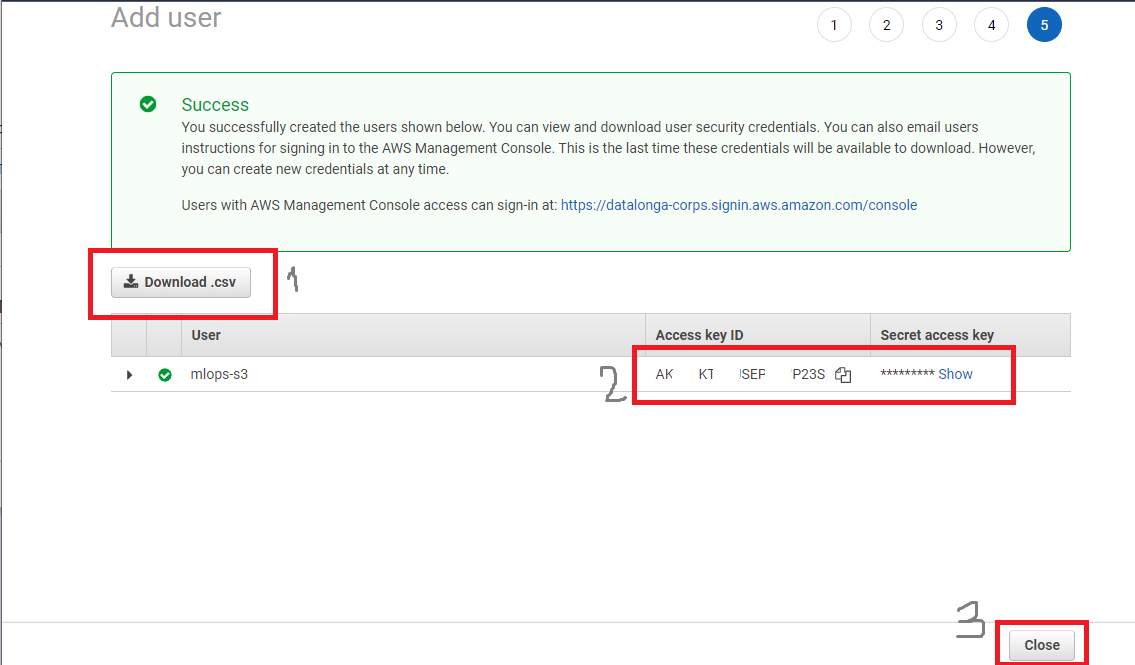 Add user
1 2 3 4 5
Success
You successfully created the users shown below. You can view and download user security credentials. You can also email users
instructions for signing in to the AWS Management Console. This is the last time these credentials will be available to download. However,
you can create new credentials at any time.
Users with AWS Management Console access can sign-in at: https://datalonga-corps.signin.aws.amazon.com/console
Download .csv 1
User Access key ID Secret access key
mlops-s3 2 AK KT SEP P23S ********* Show
3 Close